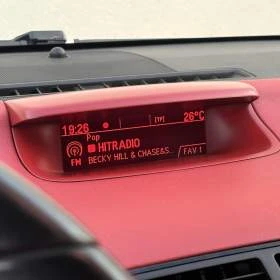 19:26 [TP] 26°C
Pop
HITRADIO
BECKY HILL & CHASE&S..
FM FAV 1